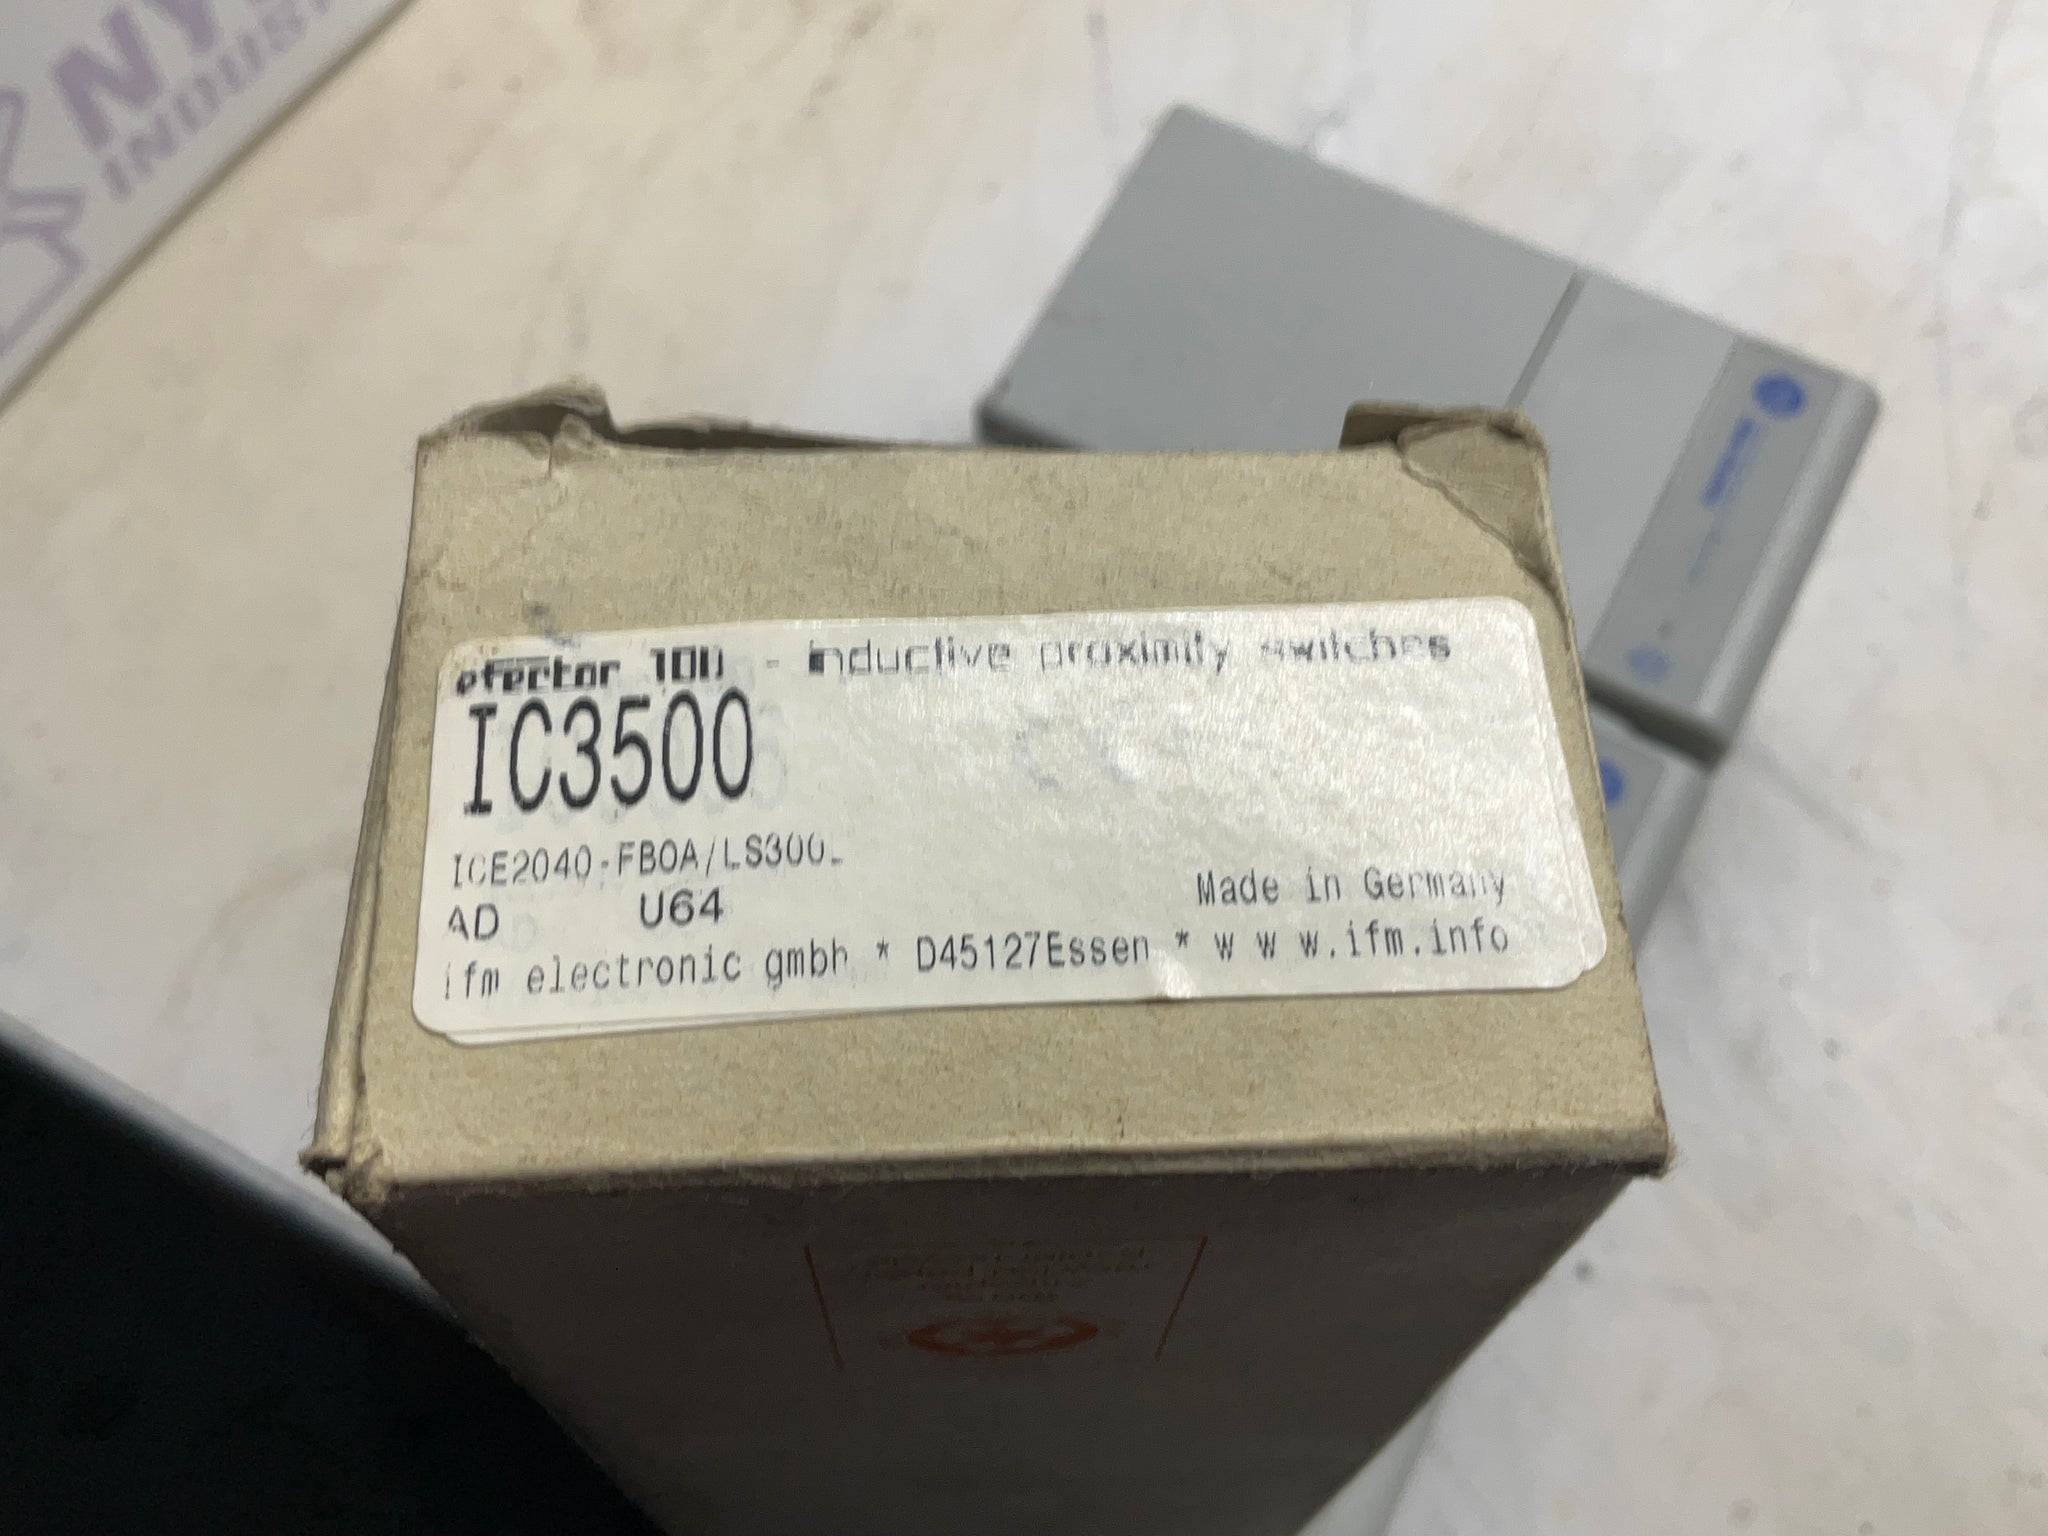 efector 100 - inductive proximity switches
IC3500
ICE2040-FBOA/LS300L
AD U64
Made in Germany
ifm electronic gmbh * D45127Essen * w w w.ifm.info